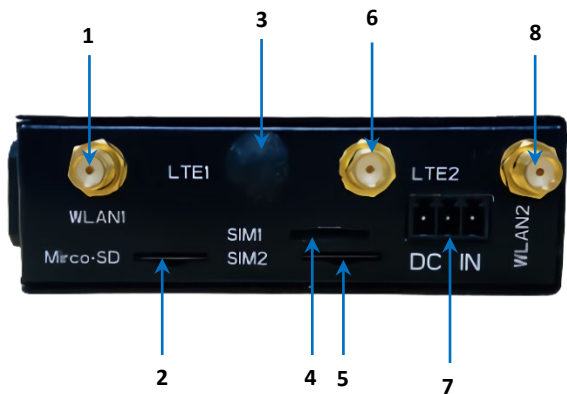 1
3
6
8
LTE1
LTE2
WLAN1
WLAN2
SIM1
Mirco-SD
SIM2
DC IN
2
4
5
7